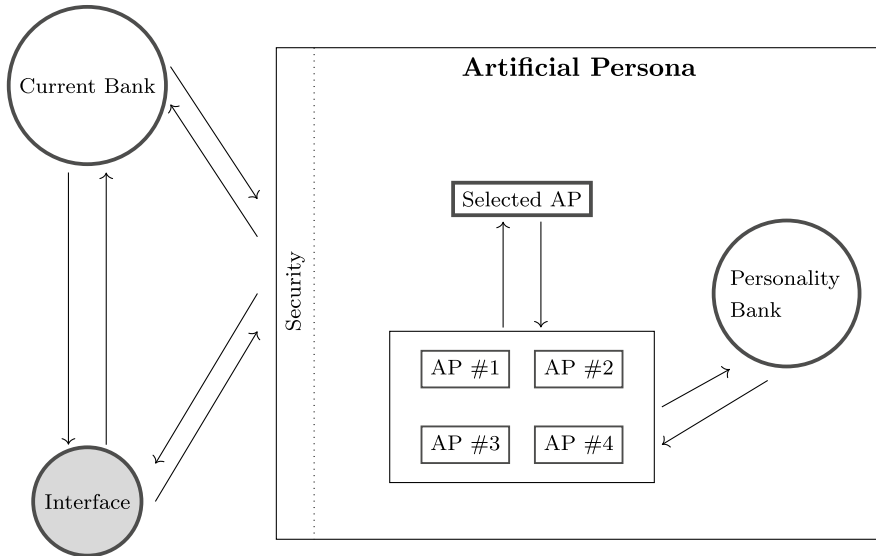 Current Bank
Artificial Persona
Selected AP
Security
Personality
Bank
AP #1
AP #2
AP #3
AP #4
Interface